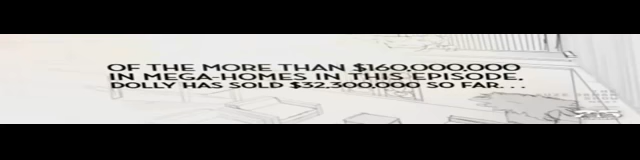 OF THE MORE THAN $160,000,000
IN MEGA-HOMES IN THIS EPISODE,
DOLLY HAS SOLD $32,300,000 SO FAR...